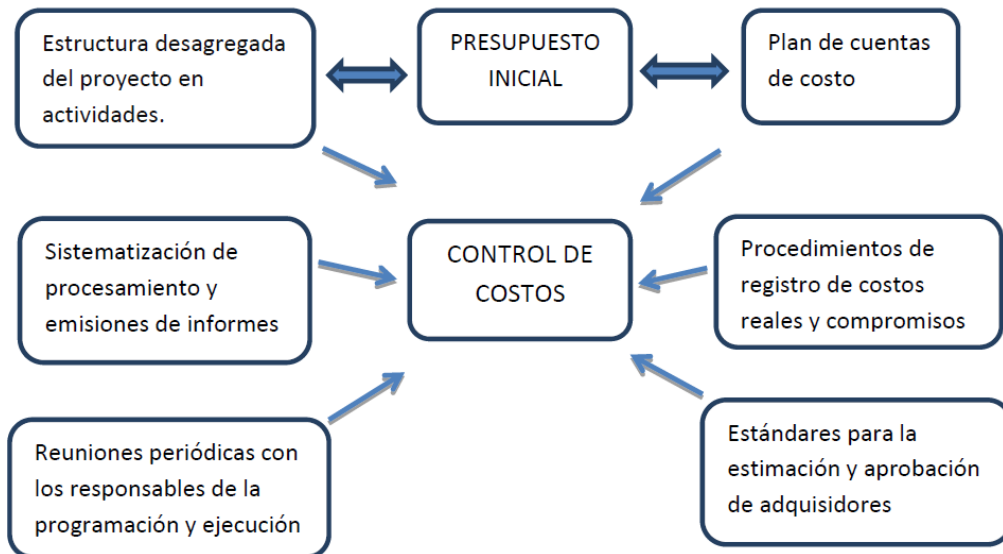 Estructura desagregada
del proyecto en
actividades.
PRESUPUESTO
INICIAL
Plan de cuentas
de costo
Sistematización de
procesamiento y
emisiones de informes
CONTROL DE
COSTOS
Procedimientos de
registro de costos
reales y compromisos
Reuniones periódicas con
los responsables de la
programación y ejecución
Estándares para la
estimación y aprobación
de adquisidores